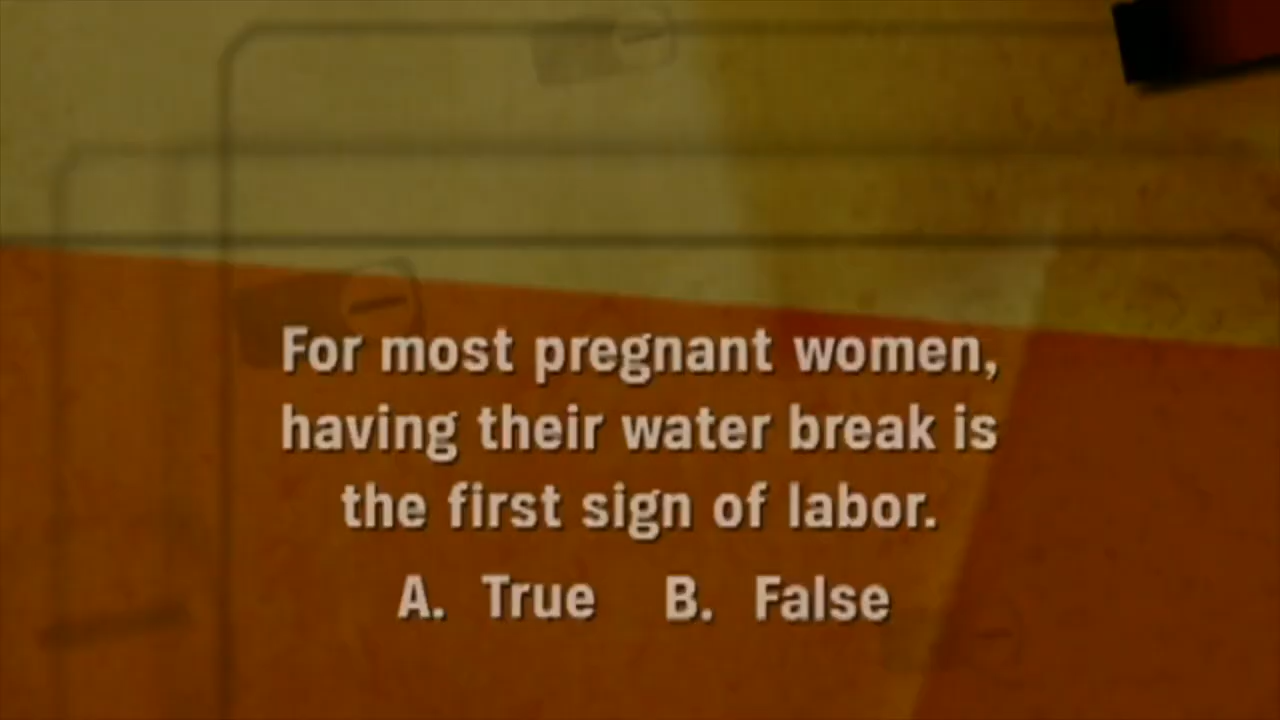 For most pregnant women,
having their water break is
the first sign of labor.
A. True B. False